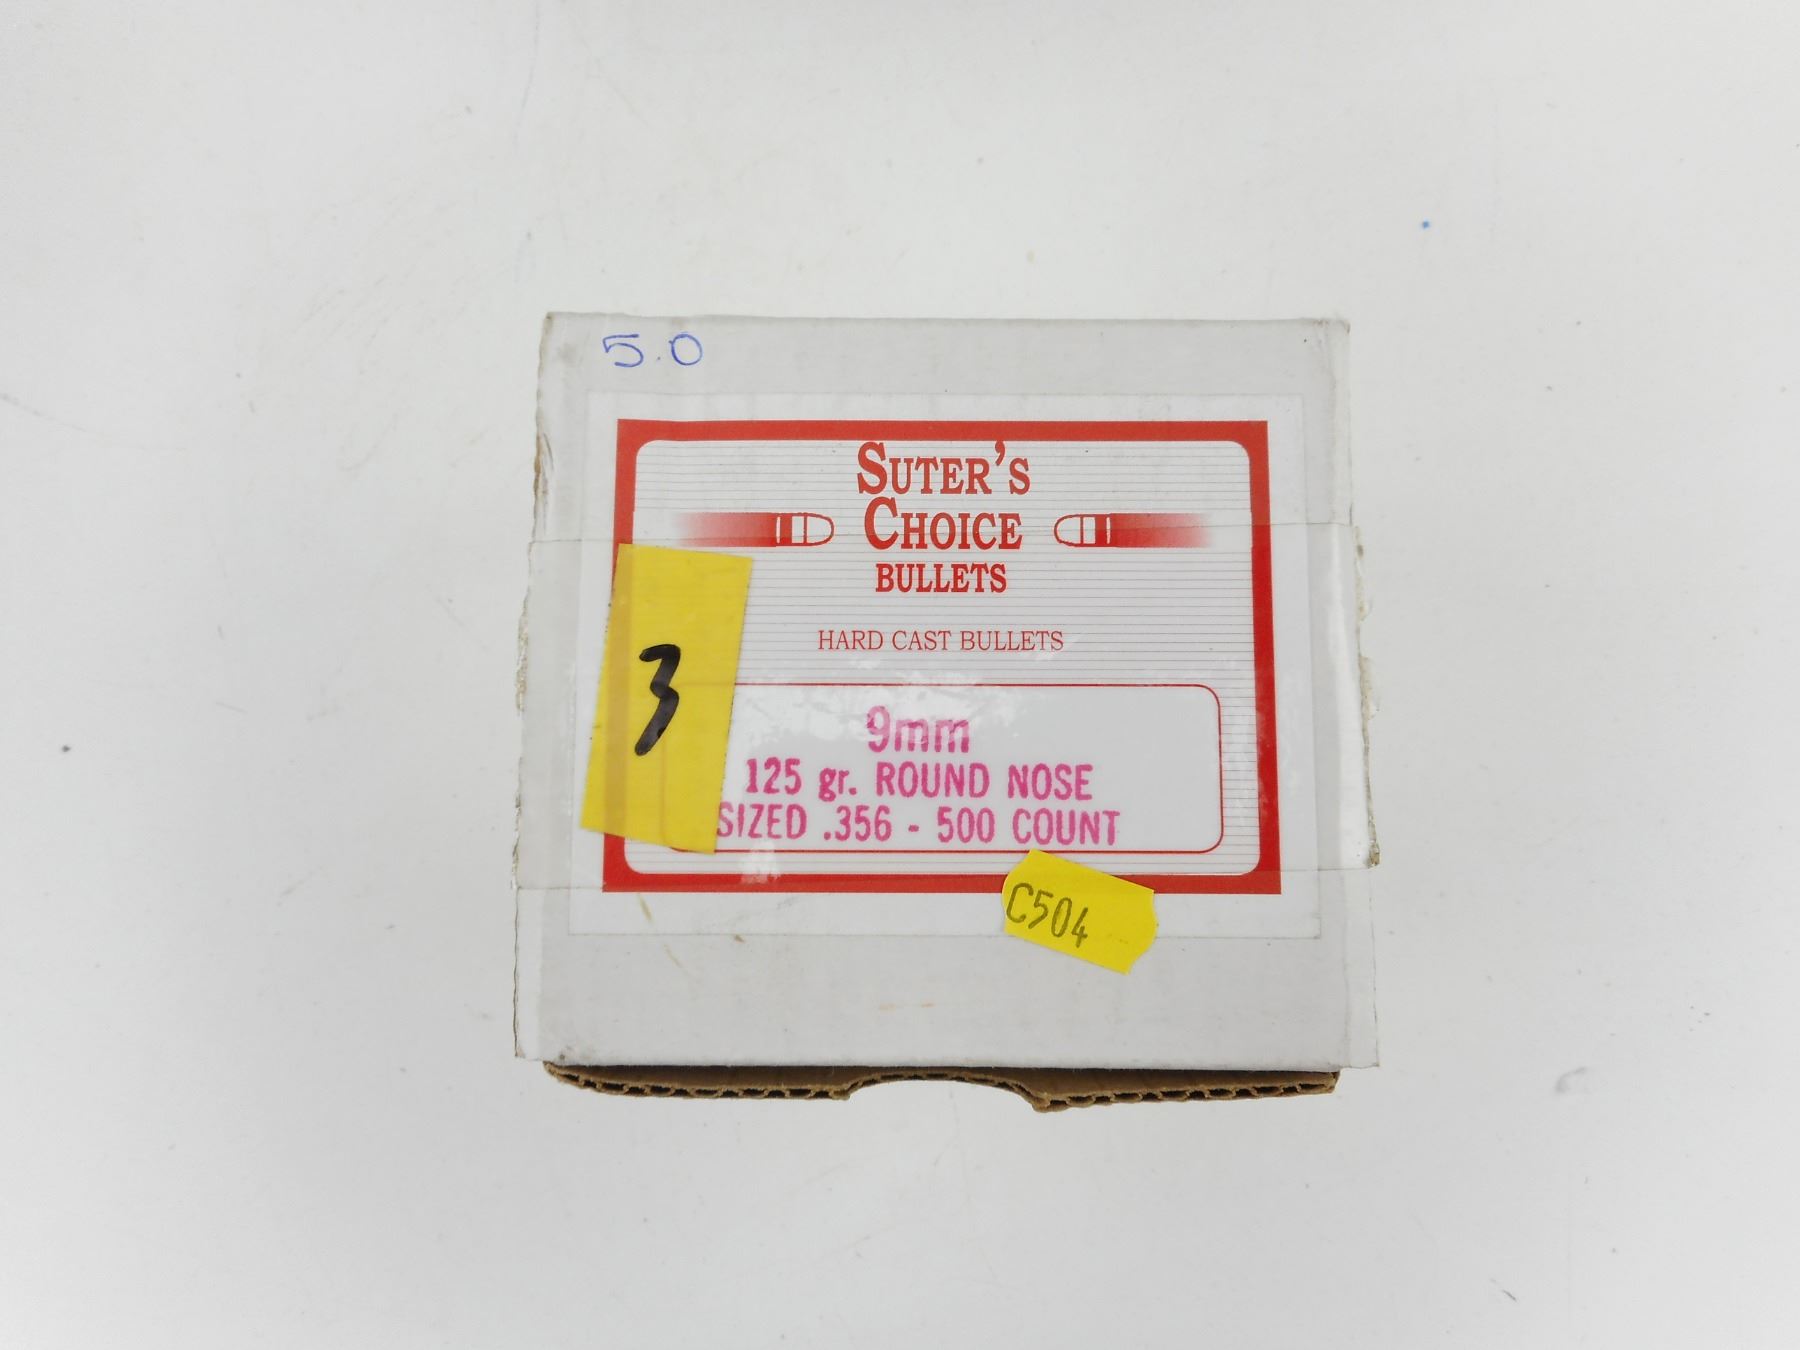 5.0
SUTER'S
CHOICE
BULLETS
HARD CAST BULLETS
3
9mm
125 gr. ROUND NOSE
SIZED .356 - 500 COUNT
C504